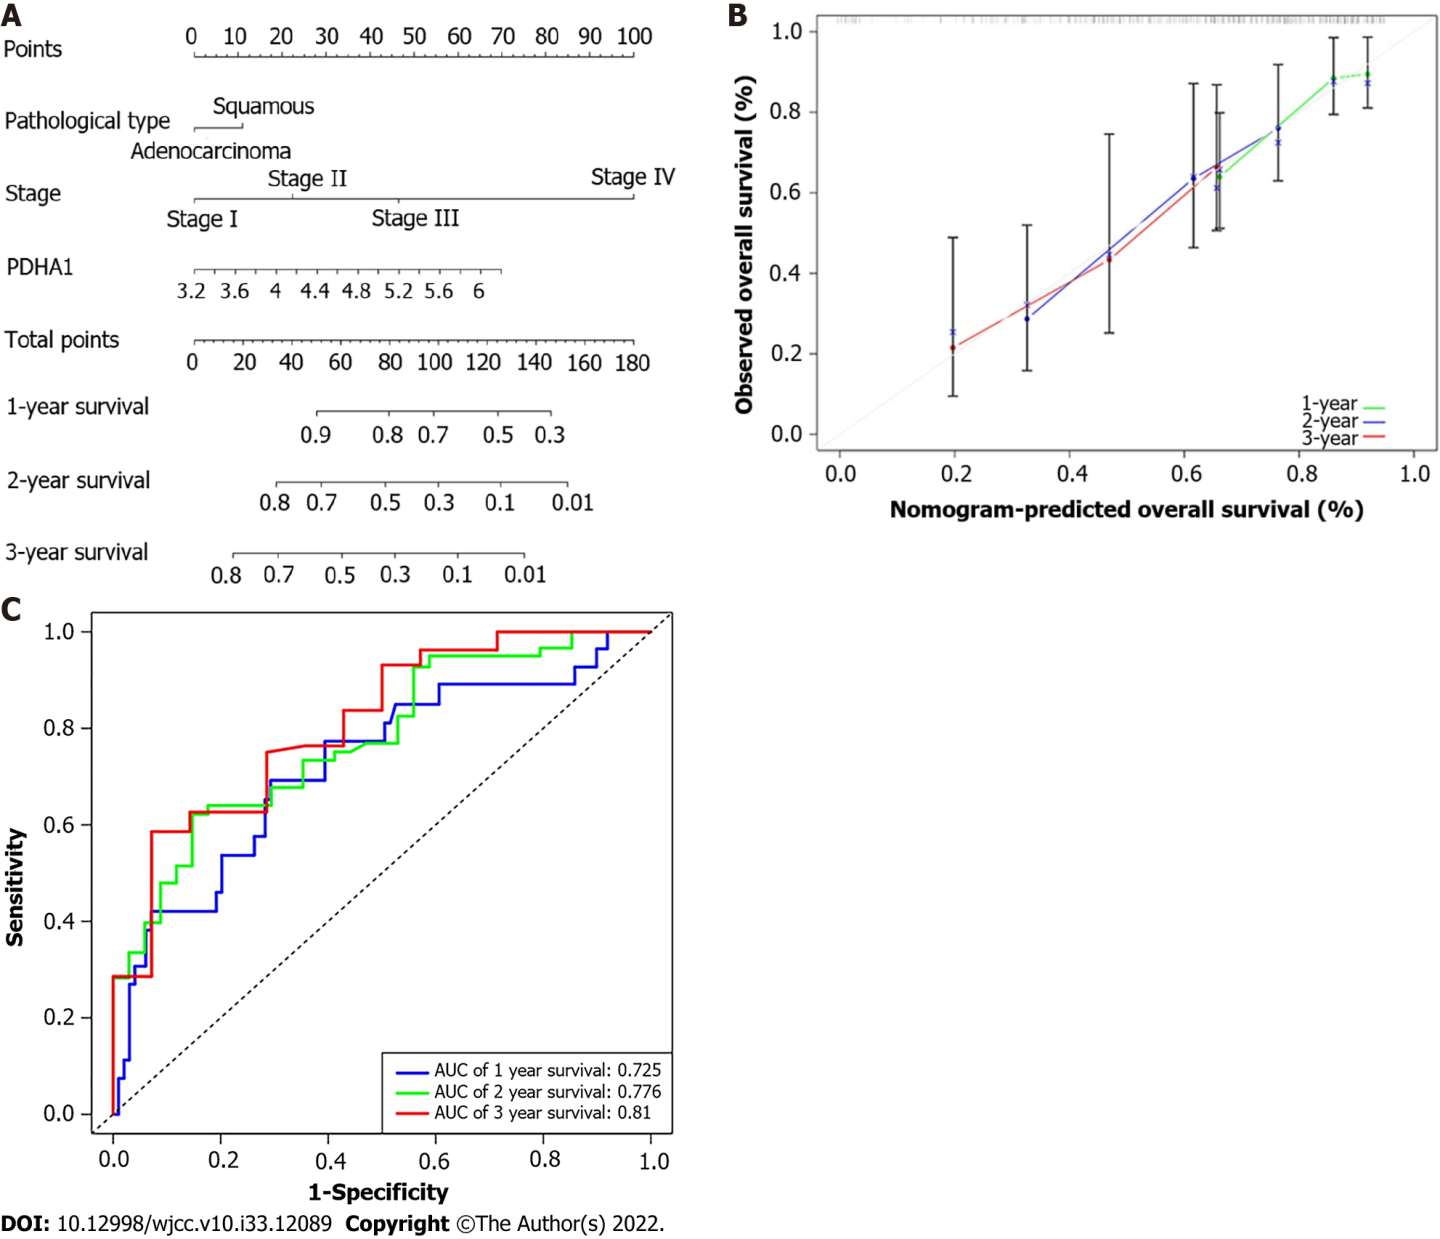 A
Points
0 10 20 30 40 50 60 70 80 90 100
Pathological type
Squamous
Adenocarcinoma
Stage
Stage II
Stage IV
Stage I
Stage III
PDHA1
3.2 3.6 4 4.4 4.8 5.2 5.6 6
Total points
0 20 40 60 80 100 120 140 160 180
1-year survival
0.9 0.8 0.7 0.5 0.3
2-year survival
0.8 0.7 0.5 0.3 0.1 0.01
3-year survival
0.8 0.7 0.5 0.3 0.1 0.01
B
Observed overall survival (%)
1.0
0.8
0.6
0.4
0.2
0.0
1-year
2-year
3-year
0.0 0.2 0.4 0.6 0.8 1.0
Nomogram-predicted overall survival (%)
C
Sensitivity
1.0
0.8
0.6
0.4
0.2
0.0
AUC of 1 year survival: 0.725
AUC of 2 year survival: 0.776
AUC of 3 year survival: 0.81
0.0 0.2 0.4 0.6 0.8 1.0
1-Specificity
DOI: 10.12998/wjcc.v10.i33.12089 Copyright ©The Author(s) 2022.